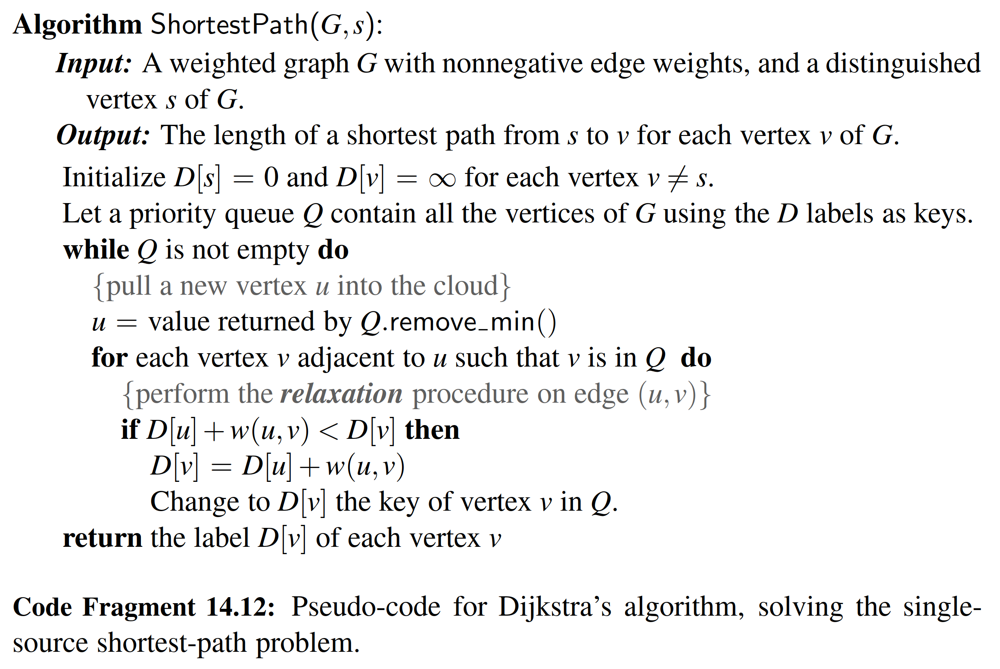 Algorithm ShortestPath(G,s):
Input: A weighted graph G with nonnegative edge weights, and a distinguished
vertex s of G.
Output: The length of a shortest path from s to v for each vertex v of G.
Initialize D[s] = 0 and D[v] = ∞ for each vertex v ≠ s.
Let a priority queue Q contain all the vertices of G using the D labels as keys.
while Q is not empty do
{pull a new vertex u into the cloud}
u = value returned by Q.remove_min()
for each vertex v adjacent to u such that v is in Q do
{perform the relaxation procedure on edge (u,v)}
if D[u] + w(u,v) < D[v] then
D[v] = D[u] + w(u,v)
Change to D[v] the key of vertex v in Q.
return the label D[v] of each vertex v
Code Fragment 14.12: Pseudo-code for Dijkstra’s algorithm, solving the single-
source shortest-path problem.